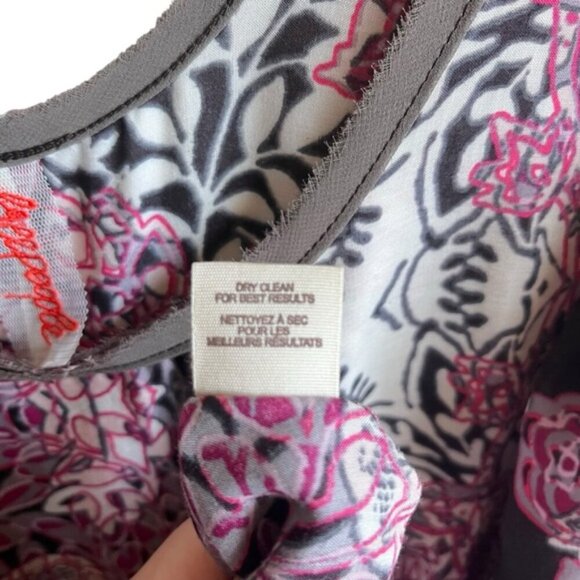 DRY CLEAN
FOR BEST RESULTS
NETTOYEZ À SEC
POUR LES
MEILLEURS RÉSULTATS